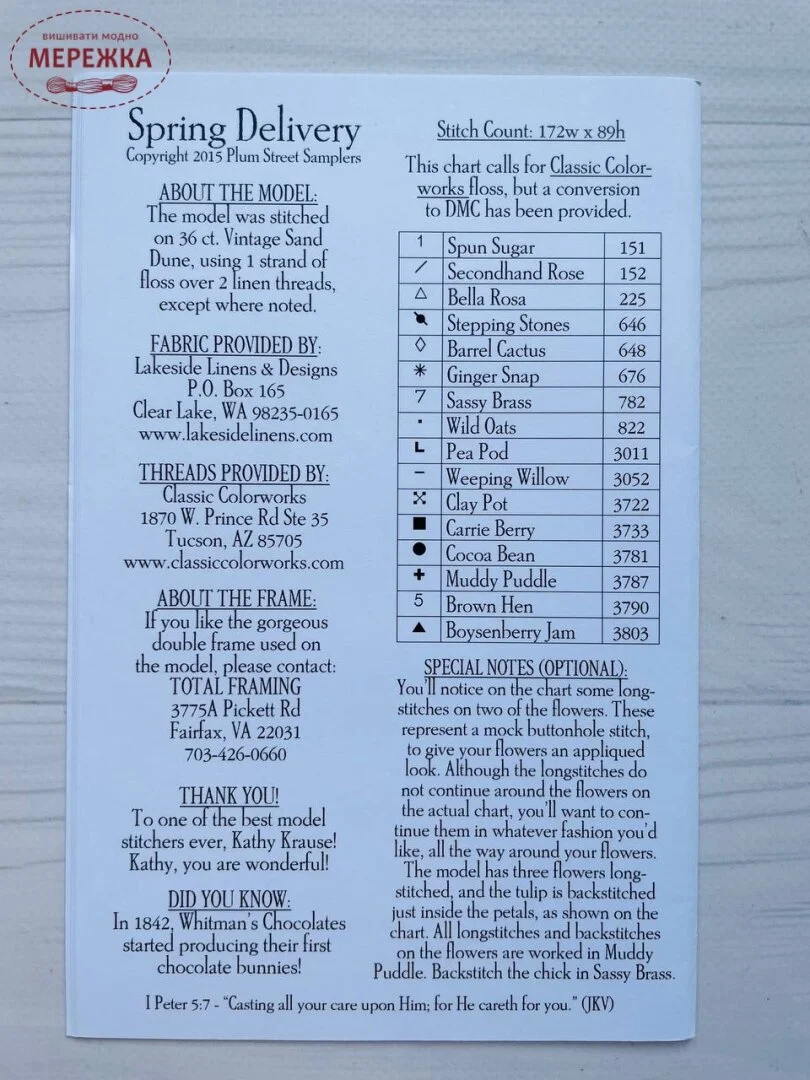 вишивати модно
МЕРЕЖКА
Spring Delivery
Copyright 2015 Plum Street Samplers
ABOUT THE MODEL:
The model was stitched
on 36 ct. Vintage Sand
Dune, using 1 strand of
floss over 2 linen threads,
except where noted.
FABRIC PROVIDED BY:
Lakeside Linens & Designs
P.O. Box 165
Clear Lake, WA 98235-0165
www.lakesidelinens.com
THREADS PROVIDED BY:
Classic Colorworks
1870 W. Prince Rd Ste 35
Tucson, AZ 85705
www.classiccolorworks.com
ABOUT THE FRAME:
If you like the gorgeous
double frame used on
the model, please contact:
TOTAL FRAMING
3775A Pickett Rd
Fairfax, VA 22031
703-426-0660
THANK YOU!
To one of the best model
stitchers ever, Kathy Krause!
Kathy, you are wonderful!
DID YOU KNOW:
In 1842, Whitman's Chocolates
started producing their first
chocolate bunnies!
Stitch Count: 172w x 89h
This chart calls for Classic Color-
works floss, but a conversion
to DMC has been provided.
1 Spun Sugar 151
/ Secondhand Rose 152
△ Bella Rosa 225
Stepping Stones 646
◊ Barrel Cactus 648
✳ Ginger Snap 676
7 Sassy Brass 782
· Wild Oats 822
L Pea Pod 3011
– Weeping Willow 3052
Clay Pot 3722
■ Carrie Berry 3733
● Cocoa Bean 3781
✚ Muddy Puddle 3787
5 Brown Hen 3790
▲ Boysenberry Jam 3803
SPECIAL NOTES (OPTIONAL):
You'll notice on the chart some long-
stitches on two of the flowers. These
represent a mock buttonhole stitch,
to give your flowers an appliqued
look. Although the longstitches do
not continue around the flowers on
the actual chart, you'll want to con-
tinue them in whatever fashion you'd
like, all the way around your flowers.
The model has three flowers long-
stitched, and the tulip is backstitched
just inside the petals, as shown on the
chart. All longstitches and backstitches
on the flowers are worked in Muddy
Puddle. Backstitch the chick in Sassy Brass.
I Peter 5:7 - "Casting all your care upon Him; for He careth for you." (JKV)